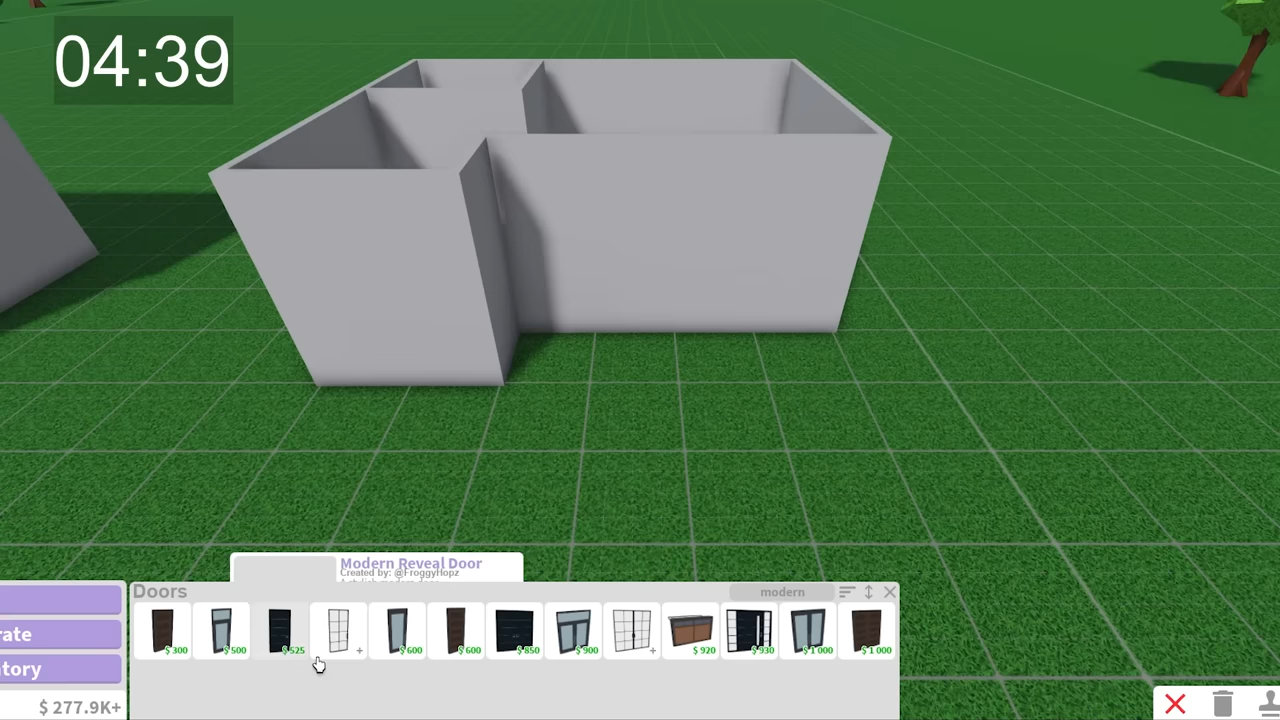 04:39
Modern Reveal Door
Created by: @FroggyHopz
Doors
modern
rate
tory
$300
$500
$525
+
$600
$600
$850
$900
+
$920
$930
$1 000
$1 000
$ 277.9K+